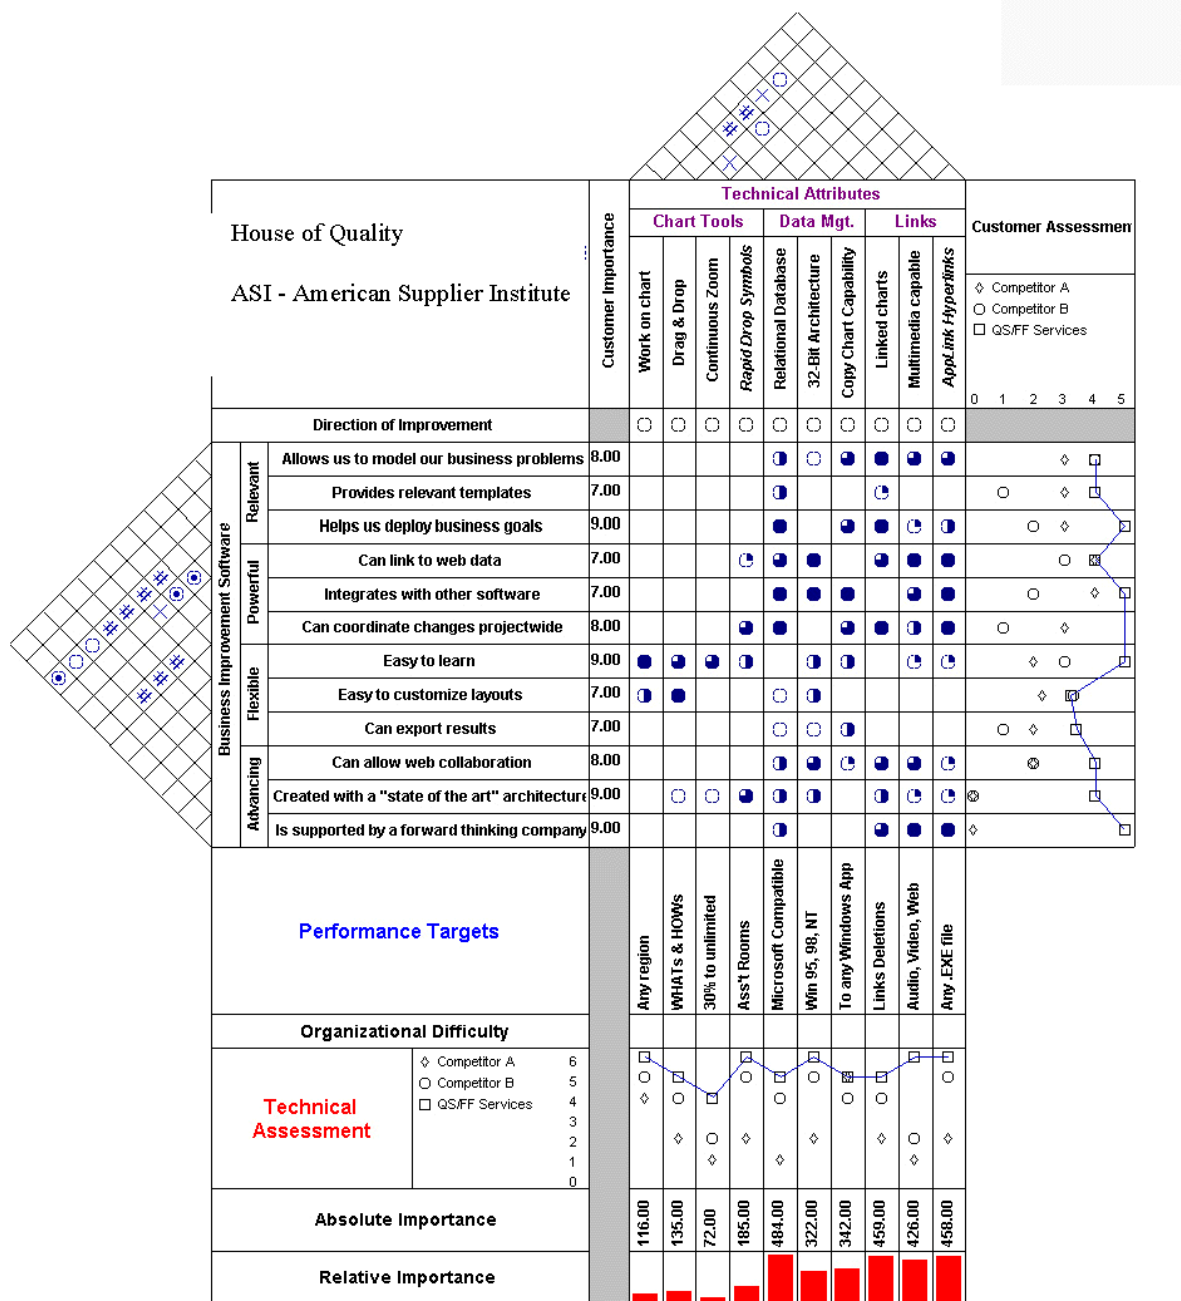 Technical Attributes
Chart Tools Data Mgt. Links
House of Quality
ASI - American Supplier Institute
Customer Importance
Work on chart
Drag & Drop
Continuous Zoom
Rapid Drop Symbols
Relational Database
32-Bit Architecture
Copy Chart Capability
Linked charts
Multimedia capable
AppLink Hyperlinks
Customer Assessmen
Competitor A
Competitor B
QS/FF Services
0 1 2 3 4 5
Direction of Improvement
Business Improvement Software
Relevant
Allows us to model our business problems 8.00
Provides relevant templates 7.00
Helps us deploy business goals 9.00
Powerful
Can link to web data 7.00
Integrates with other software 7.00
Can coordinate changes projectwide 8.00
Flexible
Easy to learn 9.00
Easy to customize layouts 7.00
Can export results 7.00
Advancing
Can allow web collaboration 8.00
Created with a "state of the art" architecture 9.00
Is supported by a forward thinking company 9.00
Performance Targets
Any region
WHATs & HOWs
30% to unlimited
Ass't Rooms
Microsoft Compatible
Win 95, 98, NT
To any Windows App
Links Deletions
Audio, Video, Web
Any .EXE file
Organizational Difficulty
Technical
Assessment
Competitor A
Competitor B
QS/FF Services
6
5
4
3
2
1
0
Absolute Importance
116.00
135.00
72.00
185.00
484.00
322.00
342.00
459.00
426.00
458.00
Relative Importance